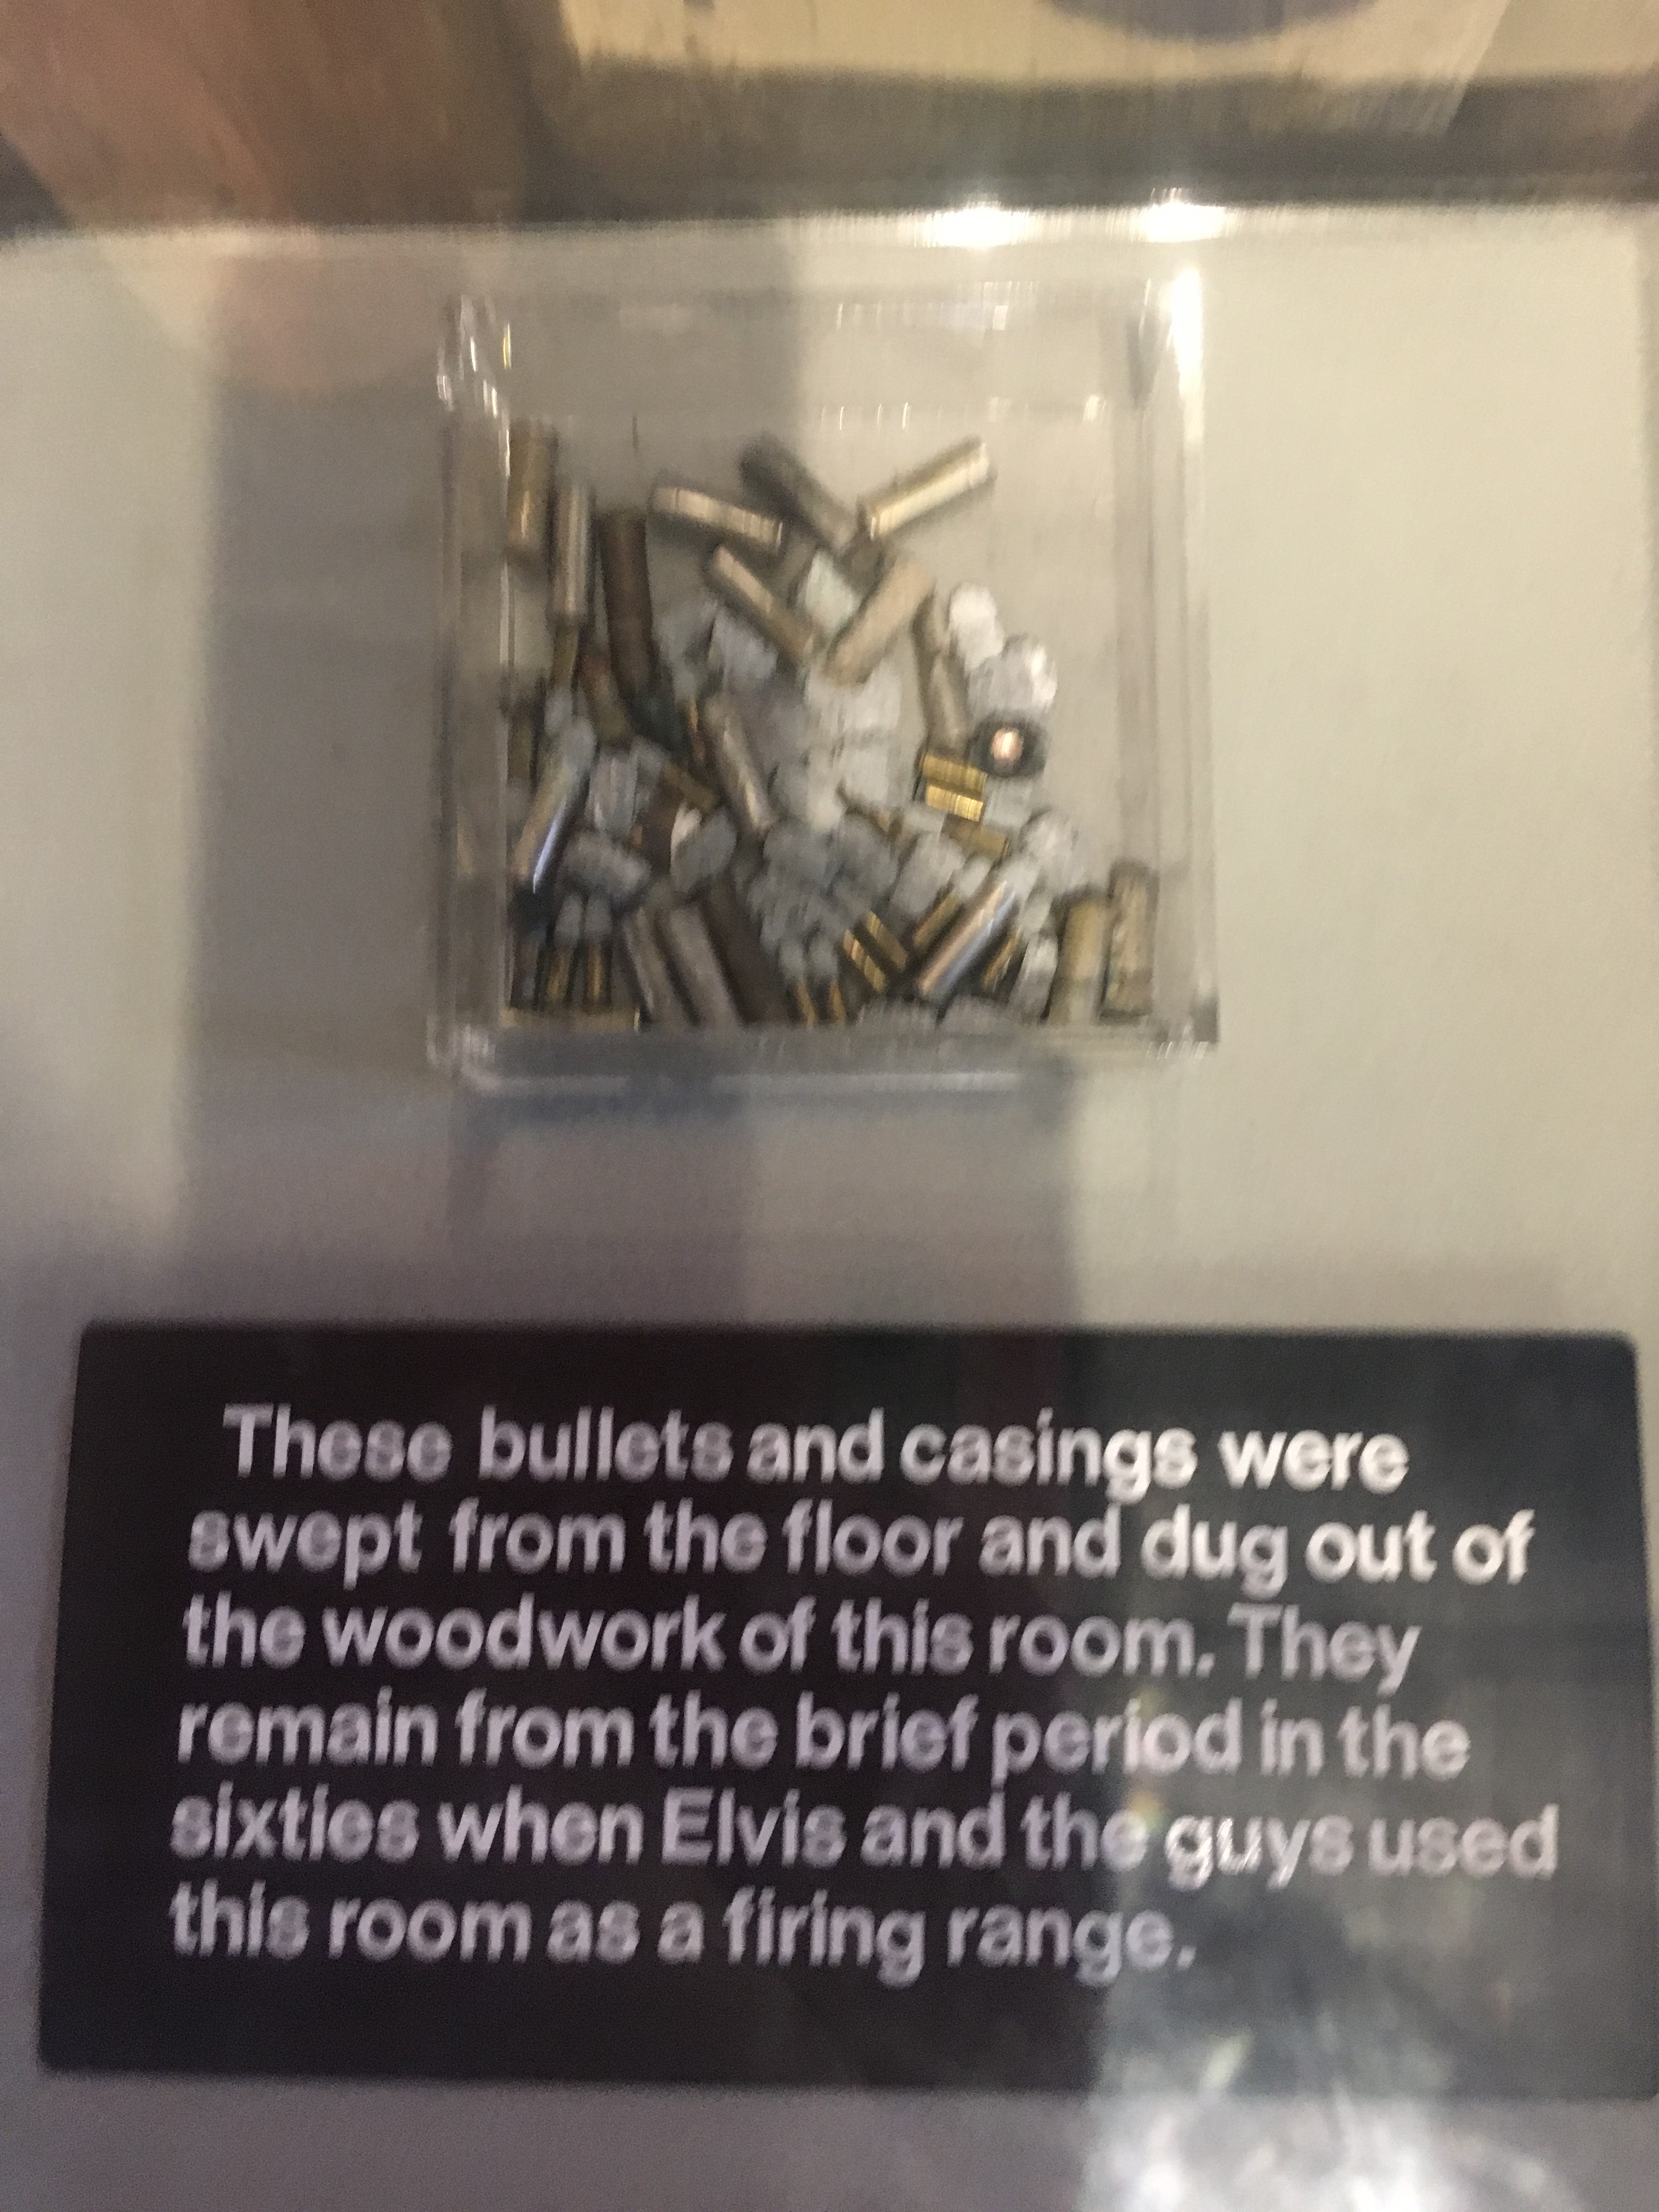 These bullets and casings were
swept from the floor and dug out of
the woodwork of this room. They
remain from the brief period in the
sixties when Elvis and the guys used
this room as a firing range.